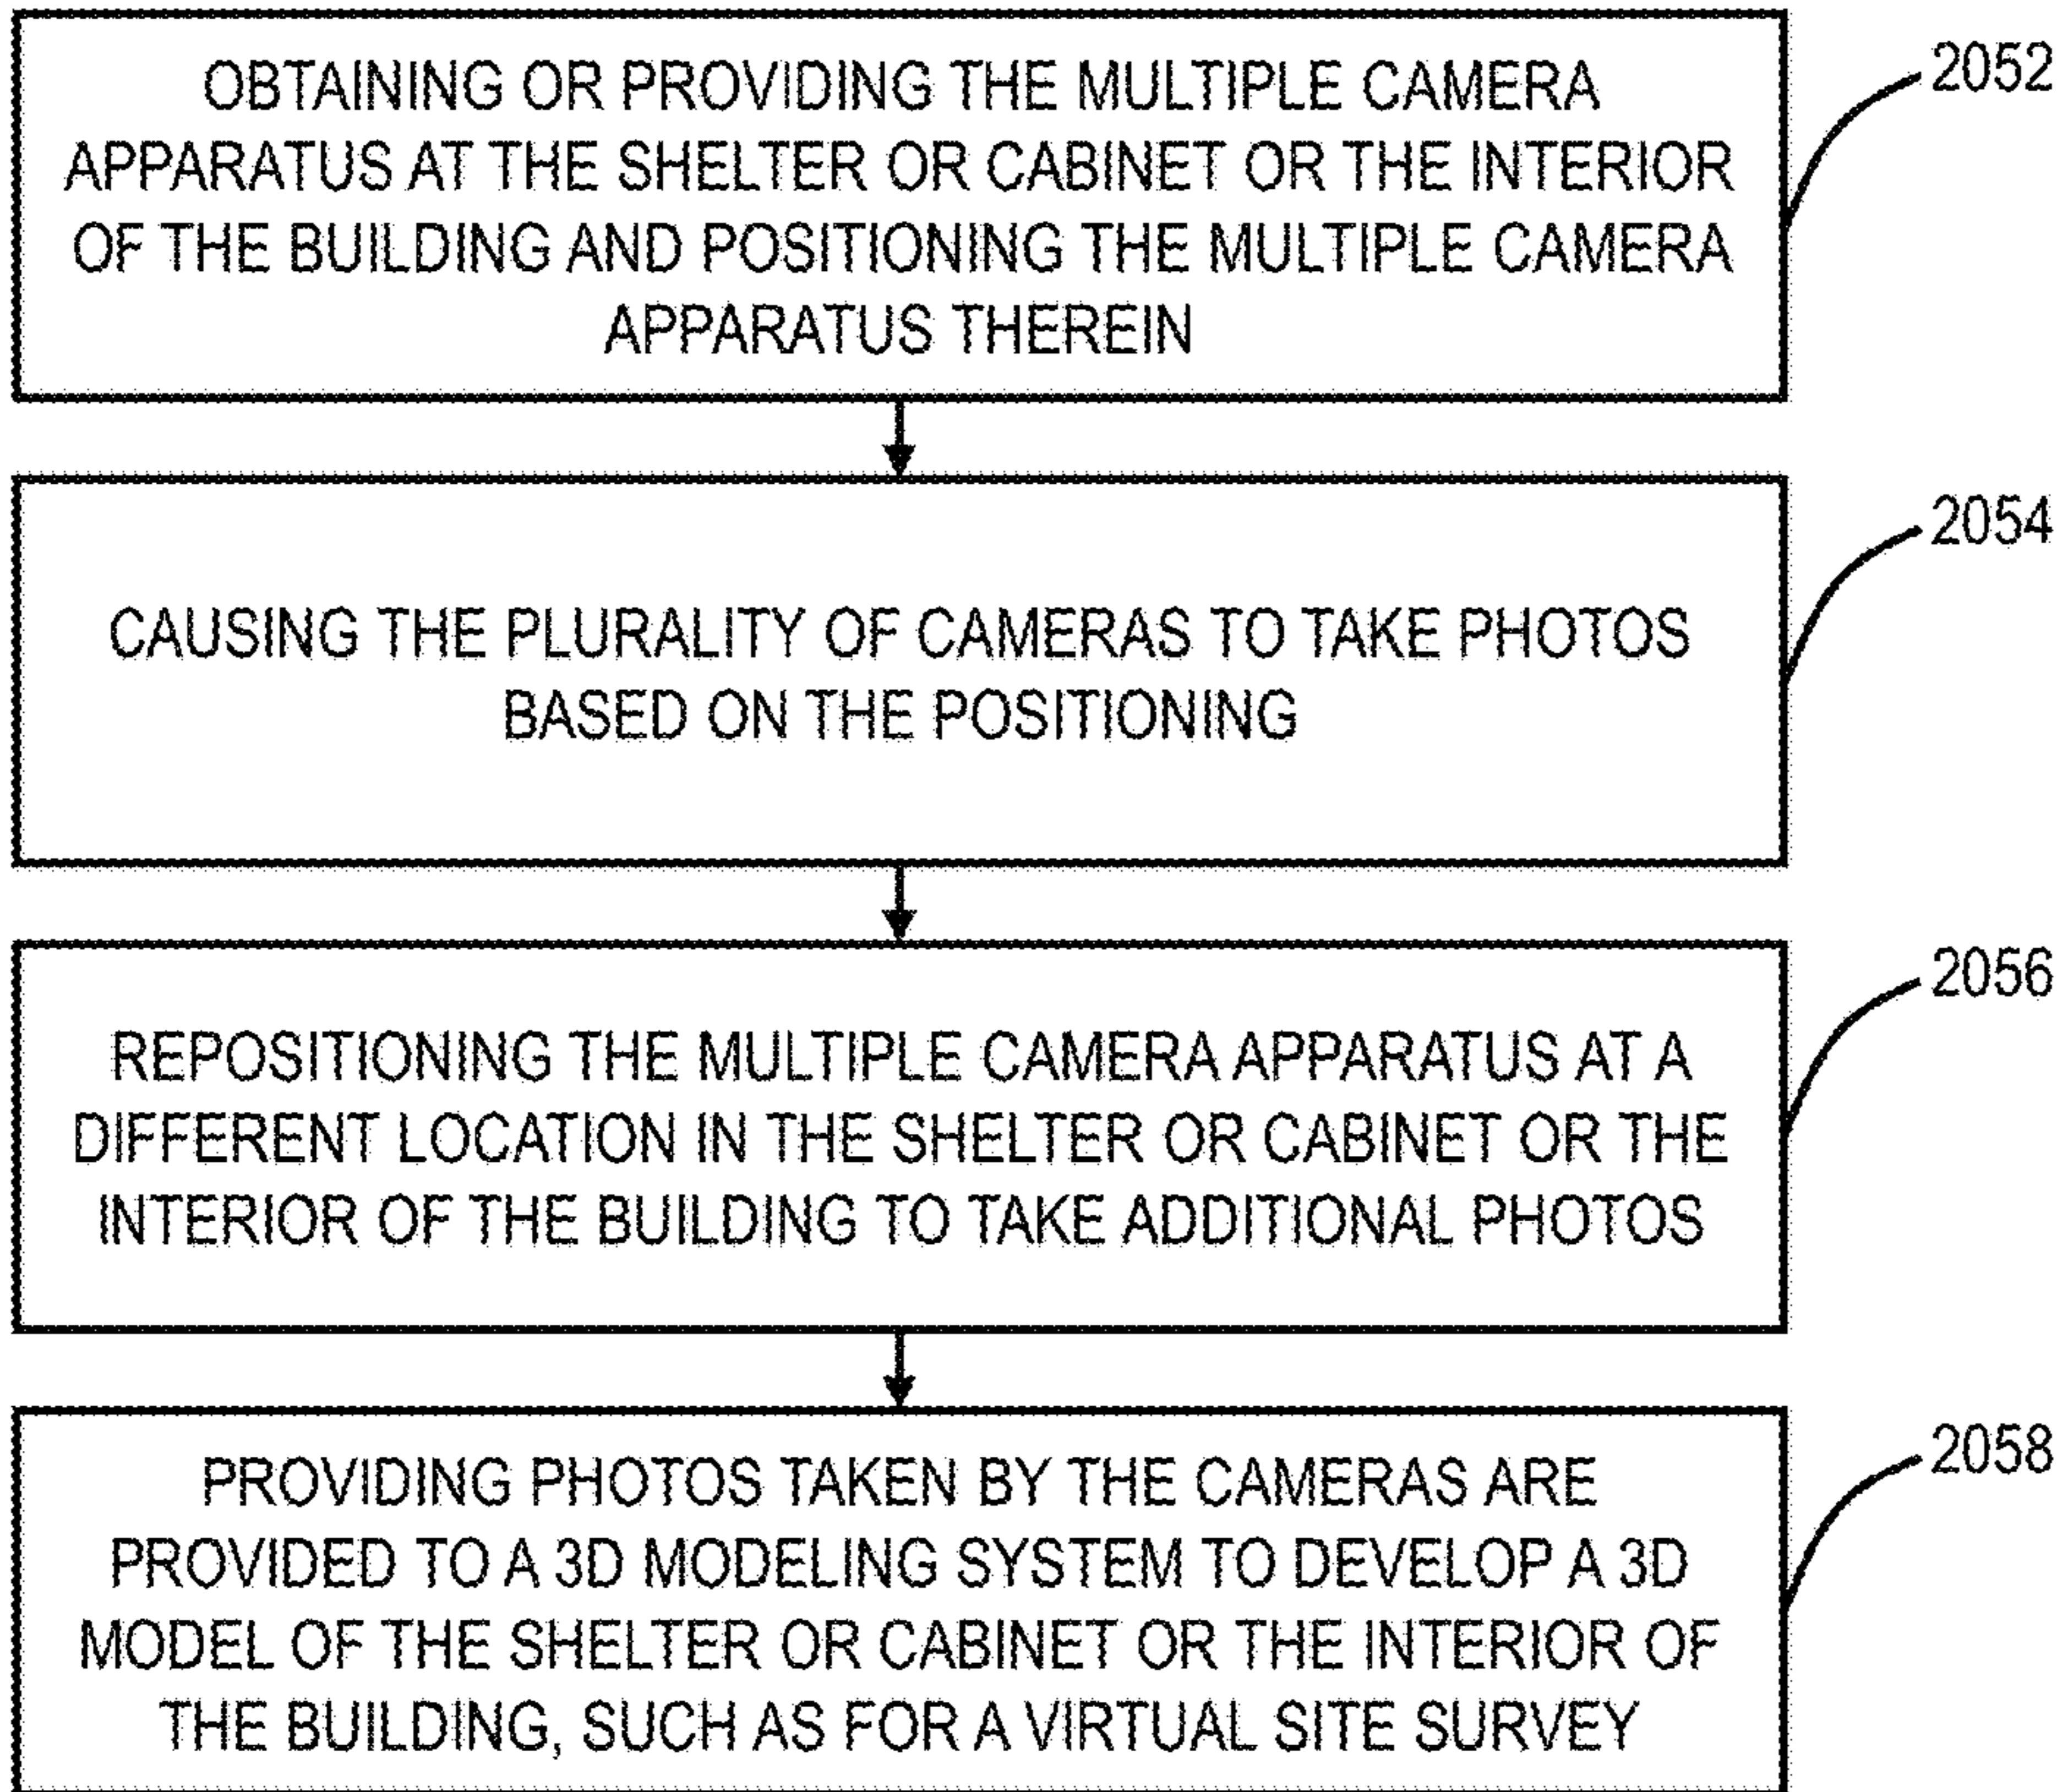 OBTAINING OR PROVIDING THE MULTIPLE CAMERA
APPARATUS AT THE SHELTER OR CABINET OR THE INTERIOR
OF THE BUILDING AND POSITIONING THE MULTIPLE CAMERA
APPARATUS THEREIN
2052
CAUSING THE PLURALITY OF CAMERAS TO TAKE PHOTOS
BASED ON THE POSITIONING
2054
REPOSITIONING THE MULTIPLE CAMERA APPARATUS AT A
DIFFERENT LOCATION IN THE SHELTER OR CABINET OR THE
INTERIOR OF THE BUILDING TO TAKE ADDITIONAL PHOTOS
2056
PROVIDING PHOTOS TAKEN BY THE CAMERAS ARE
PROVIDED TO A 3D MODELING SYSTEM TO DEVELOP A 3D
MODEL OF THE SHELTER OR CABINET OR THE INTERIOR OF
THE BUILDING, SUCH AS FOR A VIRTUAL SITE SURVEY
2058